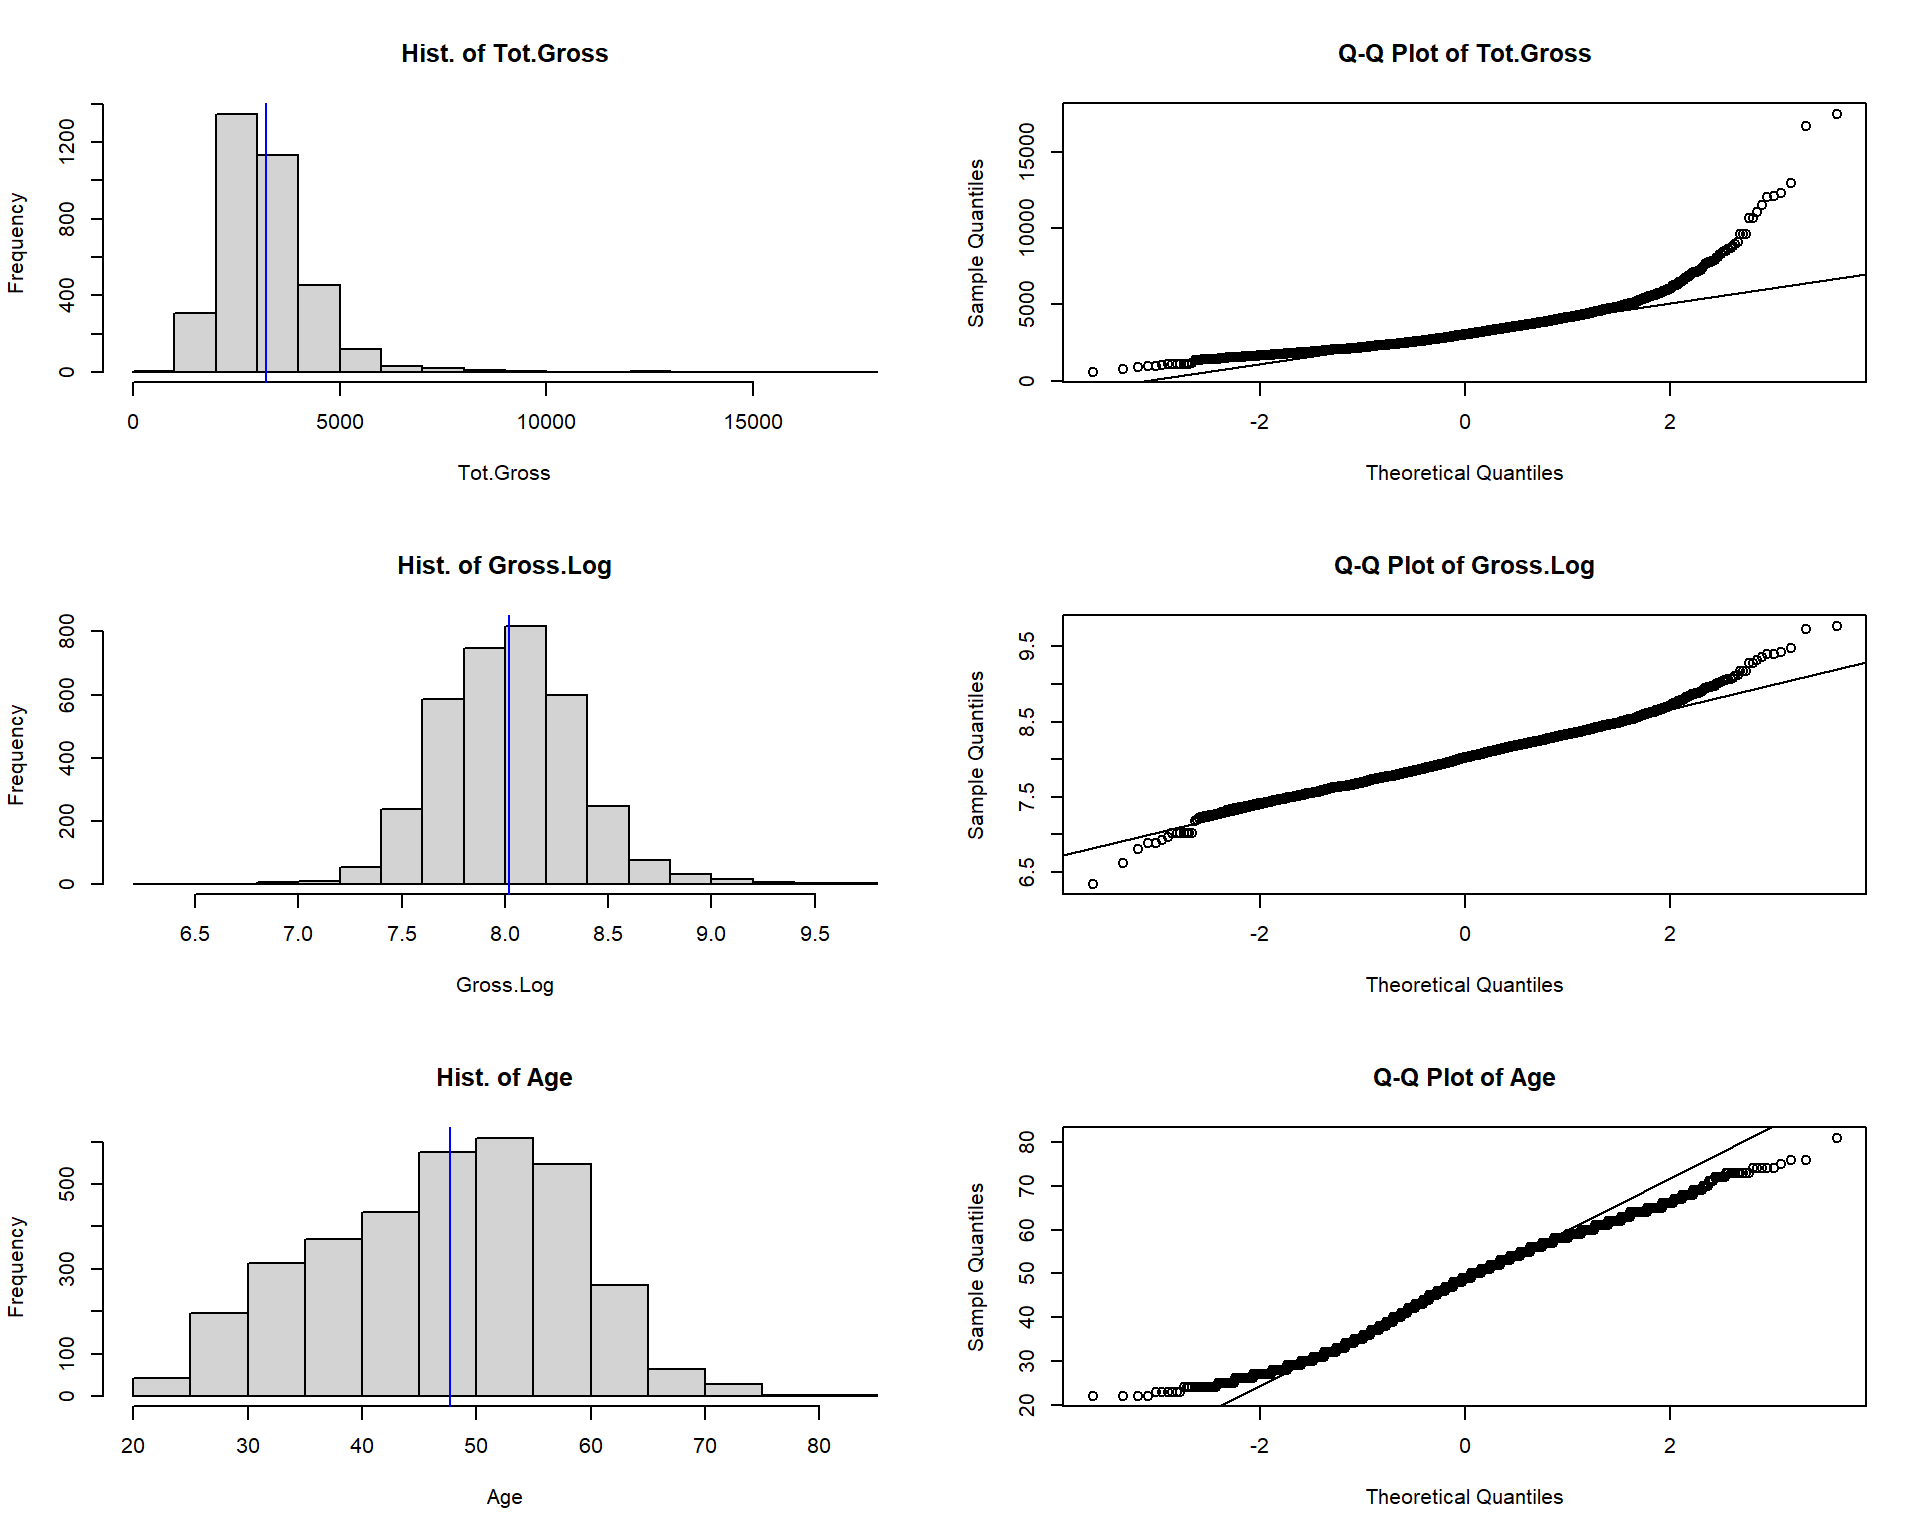 Hist. of Tot.Gross
Frequency
0 400 800 1200
0 5000 10000 15000
Tot.Gross
Q-Q Plot of Tot.Gross
Sample Quantiles
0 5000 10000 15000
-2 0 2
Theoretical Quantiles
Hist. of Gross.Log
Frequency
0 200 400 600 800
6.5 7.0 7.5 8.0 8.5 9.0 9.5
Gross.Log
Q-Q Plot of Gross.Log
Sample Quantiles
6.5 7.5 8.5 9.5
-2 0 2
Theoretical Quantiles
Hist. of Age
Frequency
0 100 300 500
20 30 40 50 60 70 80
Age
Q-Q Plot of Age
Sample Quantiles
20 30 40 50 60 70 80
-2 0 2
Theoretical Quantiles